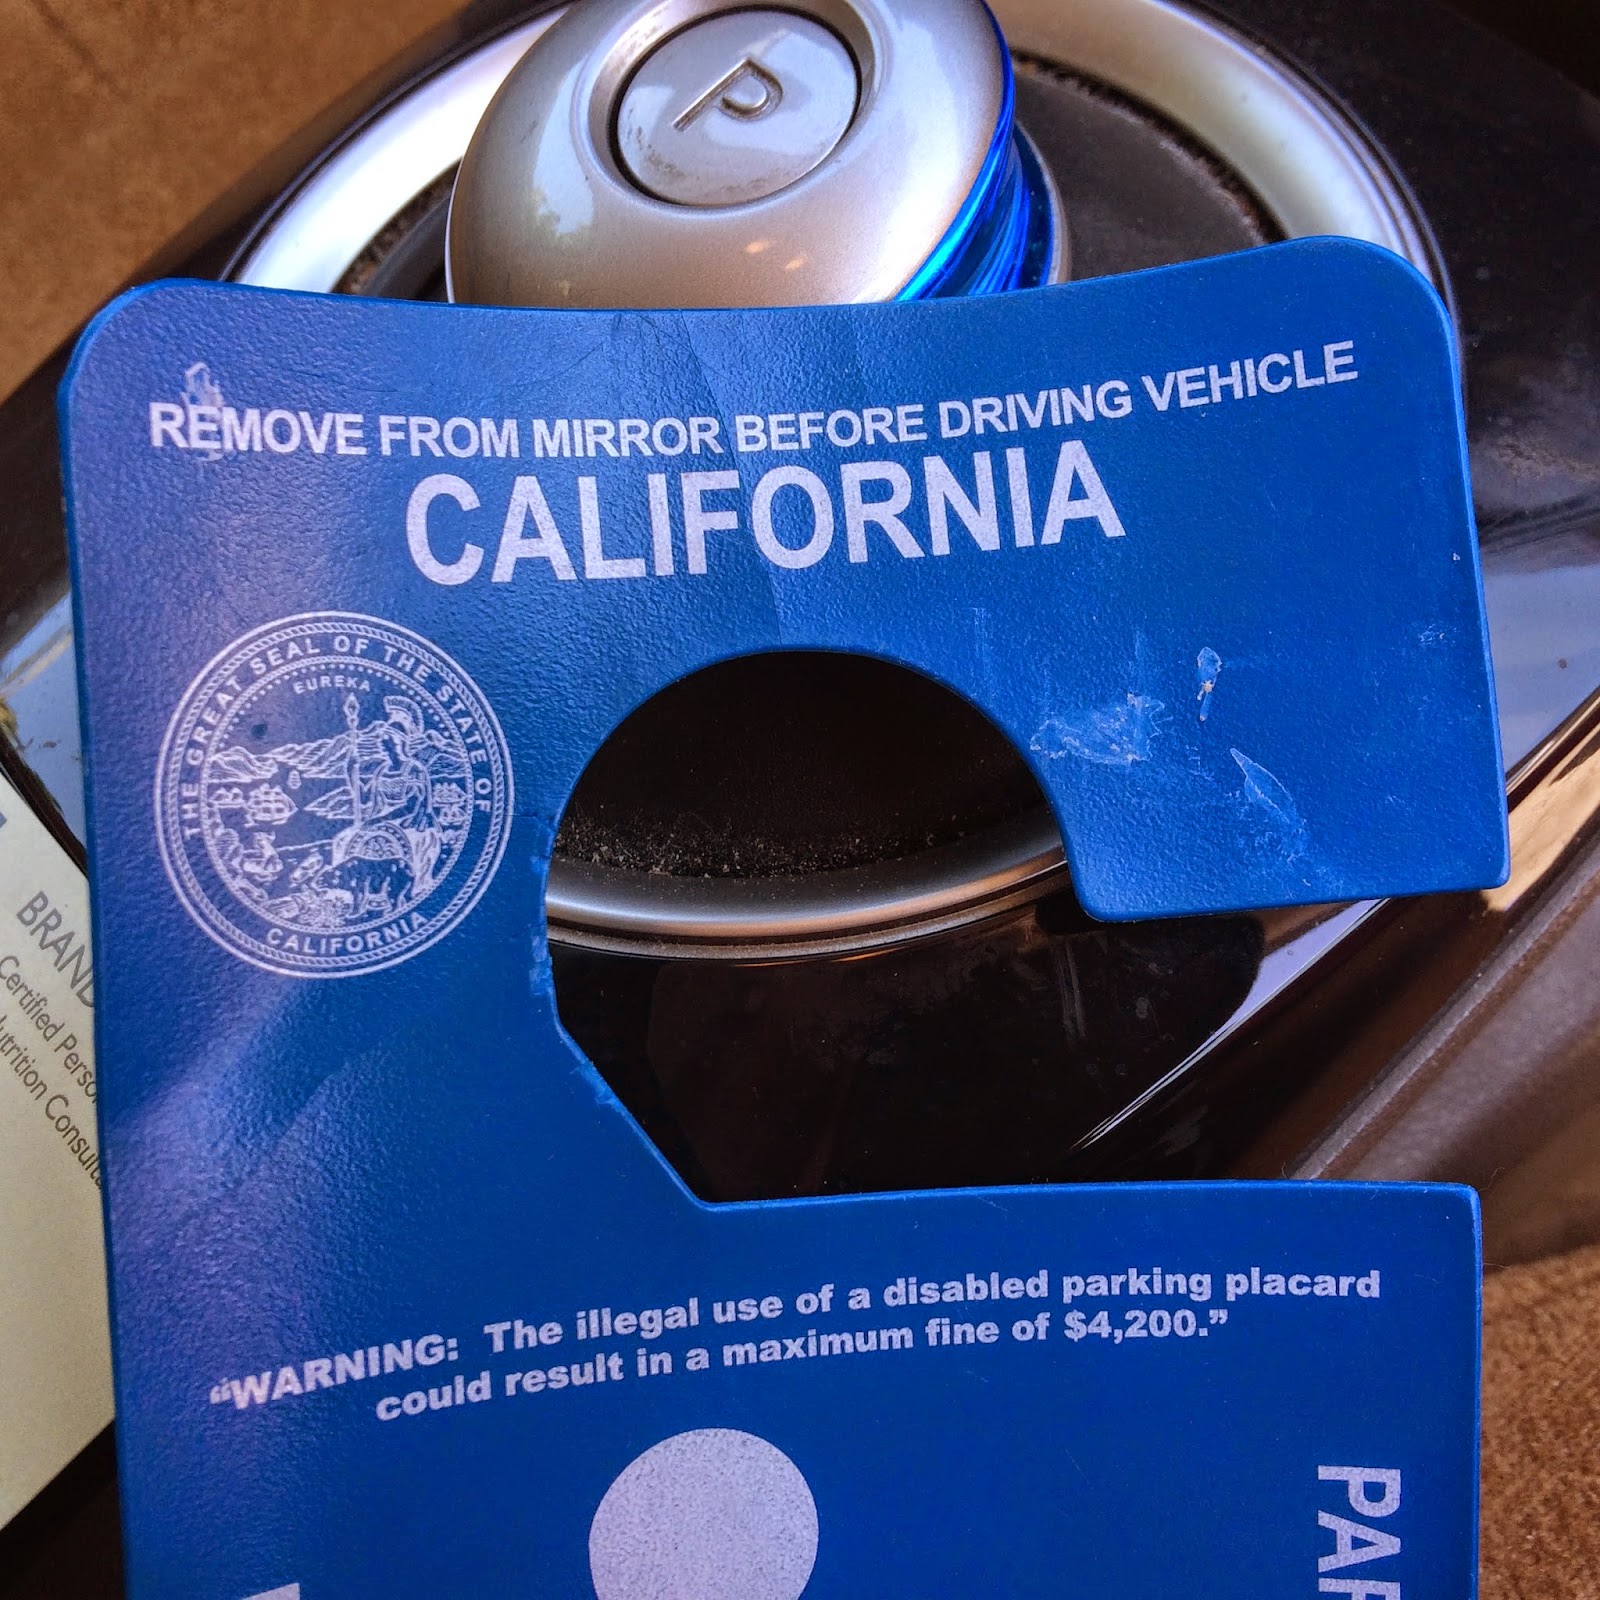 P
REMOVE FROM MIRROR BEFORE DRIVING VEHICLE
CALIFORNIA
THE GREAT SEAL OF THE STATE OF
EUREKA
CALIFORNIA
BRAND
Certified Perso
utrition Consulta
“WARNING: The illegal use of a disabled parking placard
could result in a maximum fine of $4,200.”
PAR